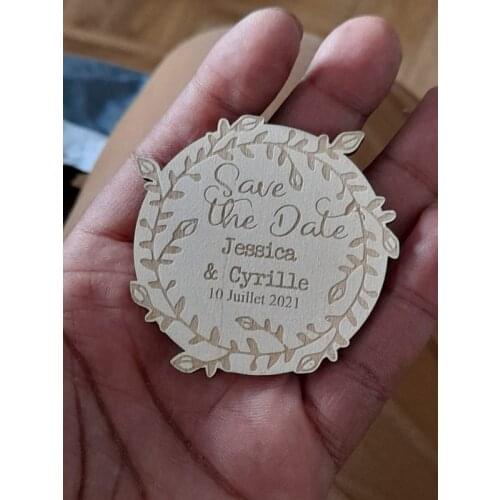 Save
the Date
Jessica
& Cyrille
10 Juillet 2021